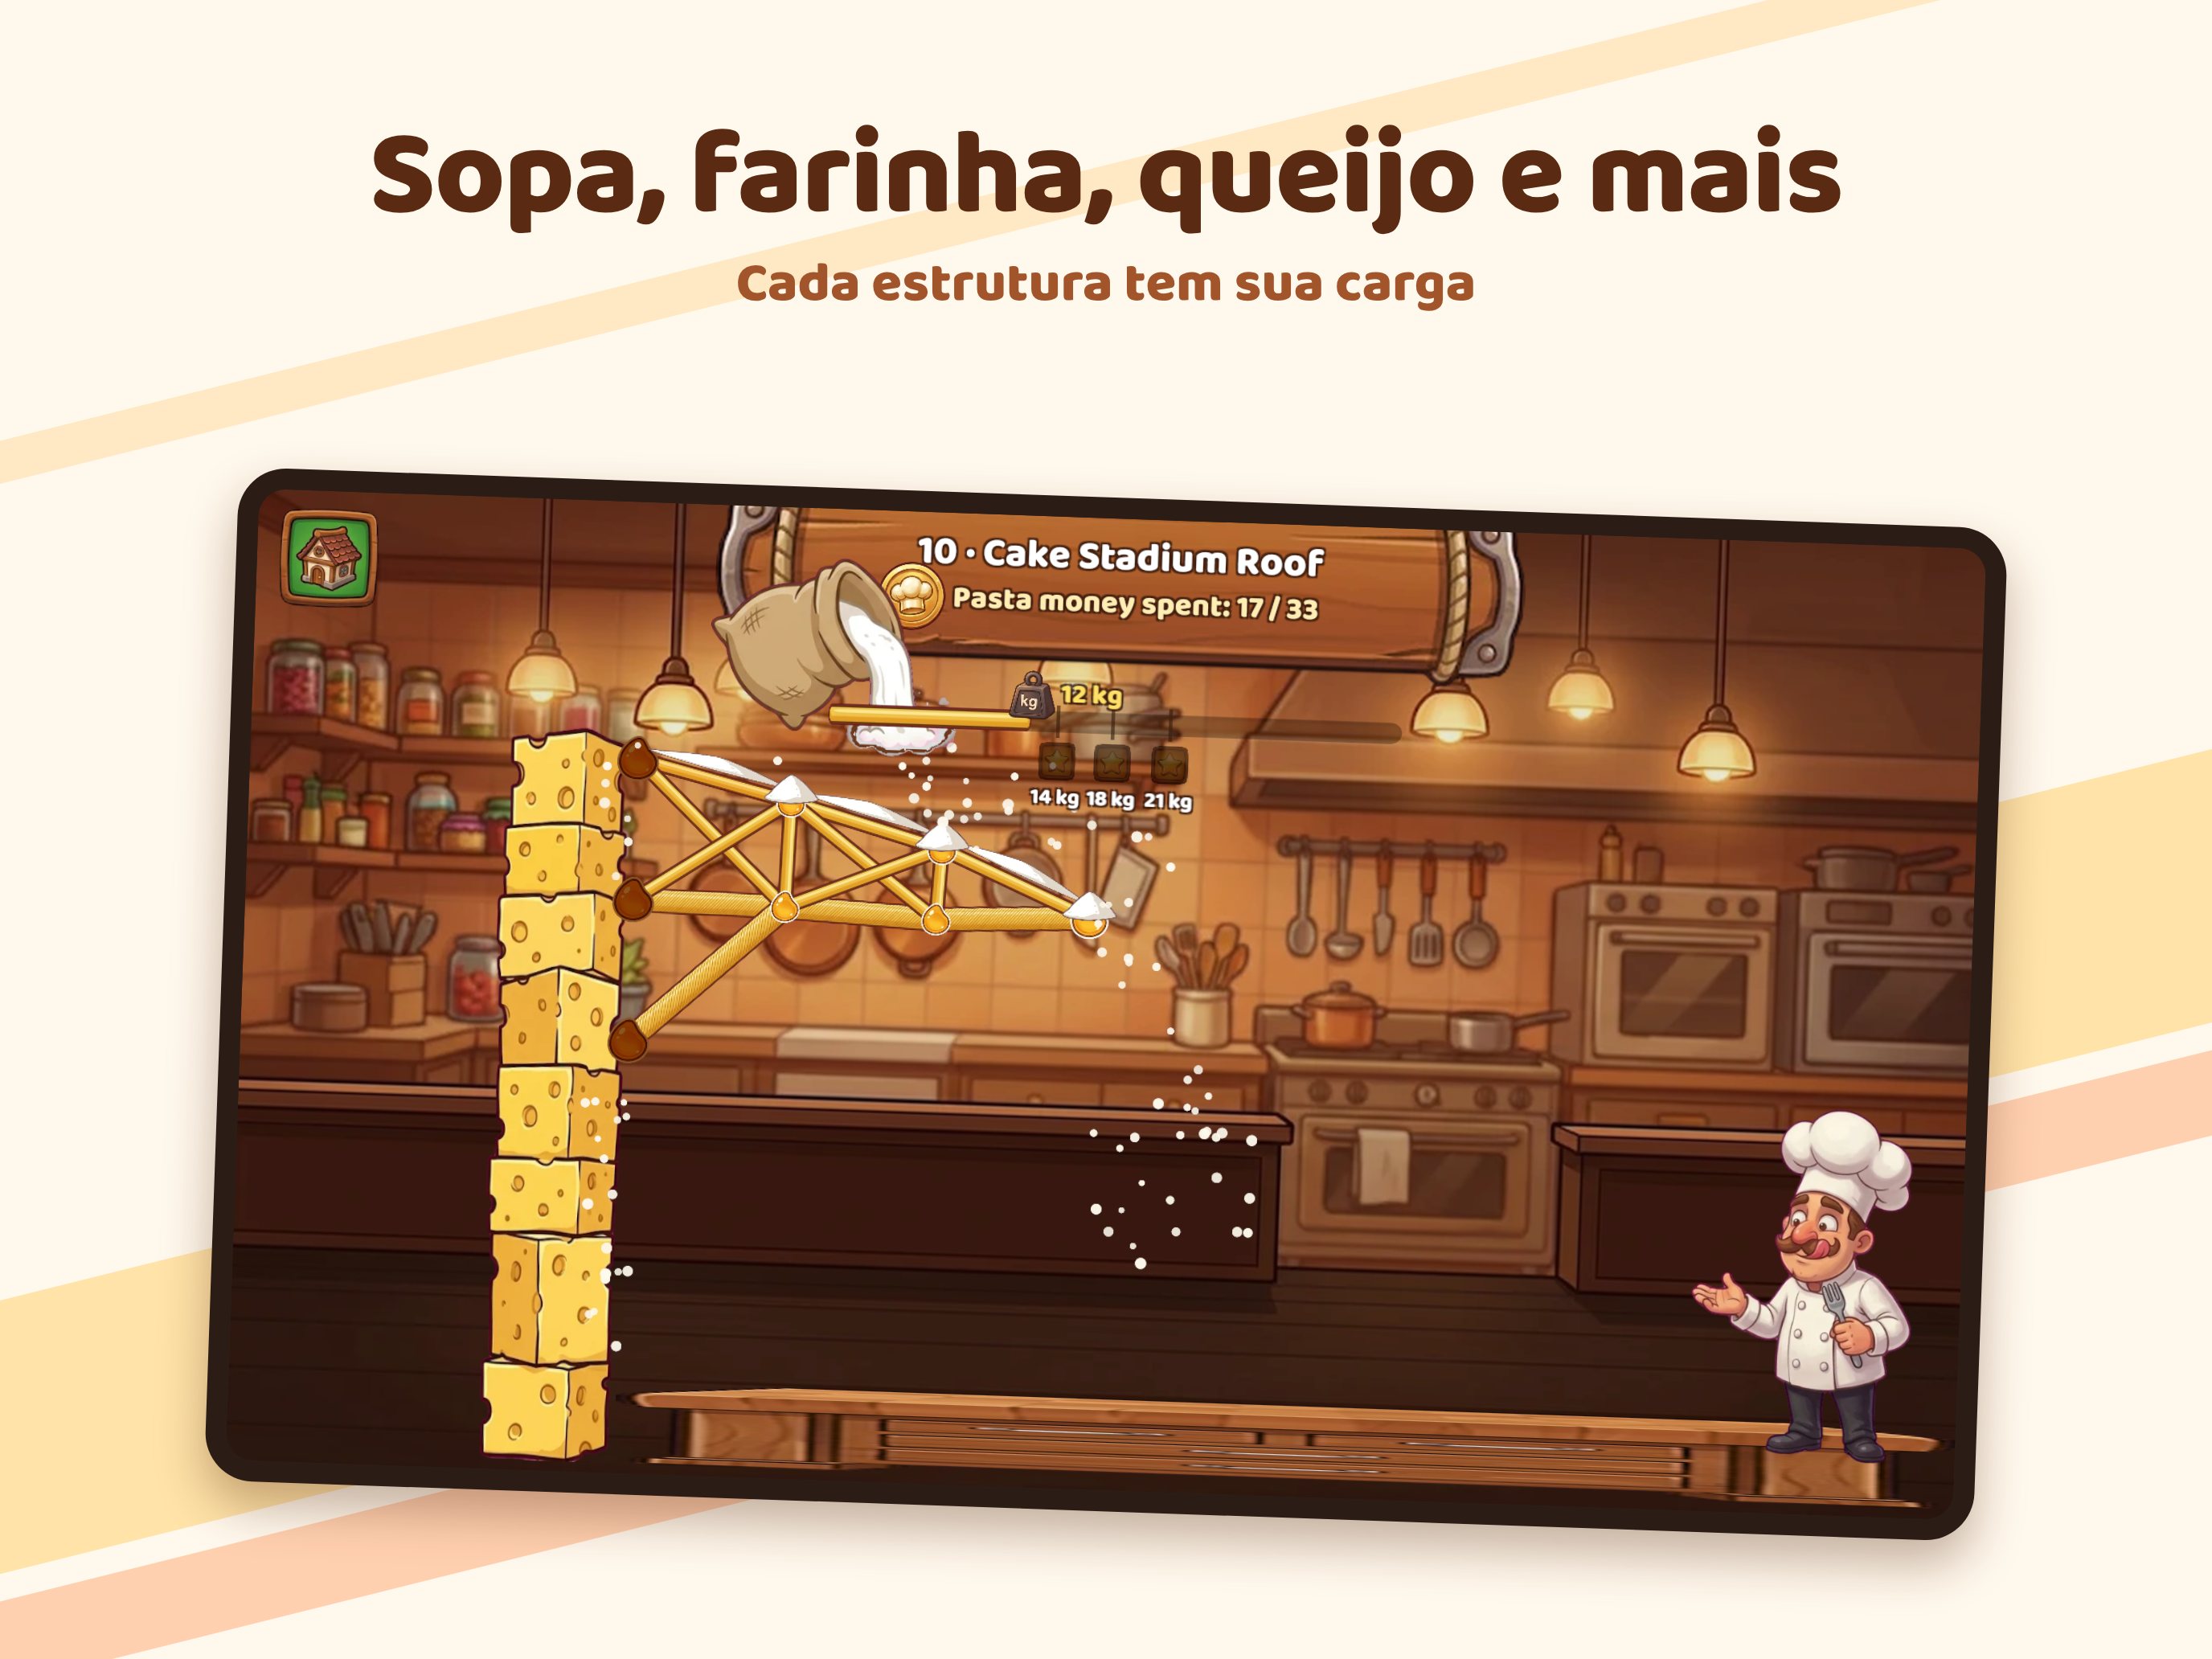 Sopa, farinha, queijo e mais
Cada estrutura tem sua carga
10 · Cake Stadium Roof
Pasta money spent: 17 / 33
kg
12 kg
14 kg 18 kg 21 kg